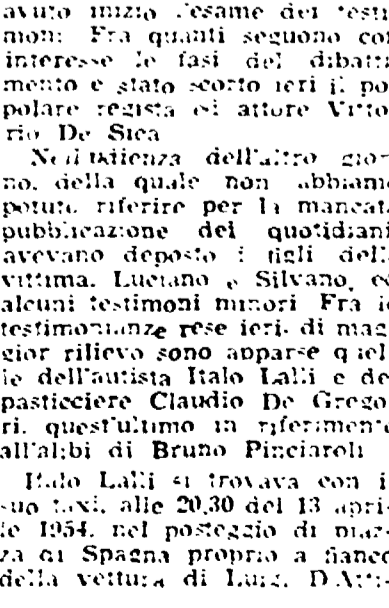 avuto inizio l'esame dei testi
moni Fra quanti seguono con
interesse le fasi del dibatti
mento e stato scorto ieri il po
polare regista ed attore Vitto
rio De Sica
Nell'udienza dell'altro gior
no, della quale non abbiamo
potuto riferire per la mancata
pubblicazione dei quotidiani
avevano deposto i figli della
vittima, Luciano e Silvano, ed
alcuni testimoni minori Fra le
testimonianze rese ieri, di mag
gior rilievo sono apparse quel
le dell'autista Italo Lalli e del
pasticciere Claudio De Grego
ri, quest'ultimo in riferimento
all'alibi di Bruno Pinciaroli
Italo Lalli si trovava con il
suo taxi, alle 20,30 del 13 apri-
le 1954, nel posteggio di piaz-
za di Spagna proprio a fianco
della vettura di Luigi D'Atti-